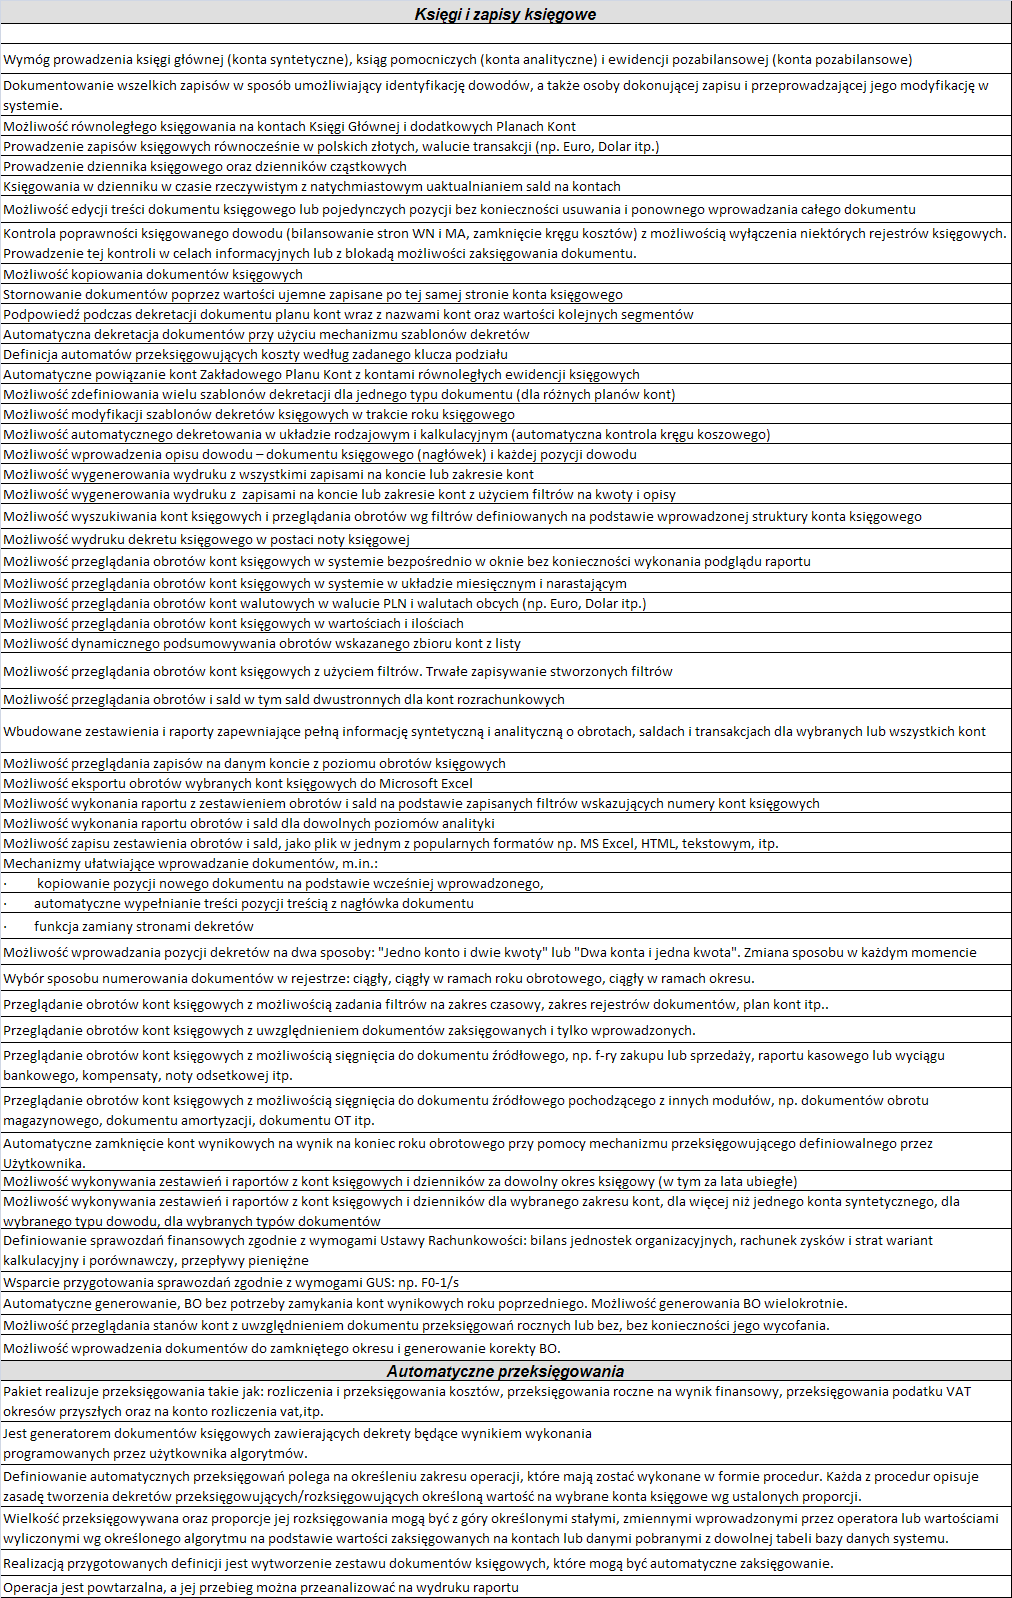 Księgi i zapisy księgowe
Wymóg prowadzenia księgi głównej (konta syntetyczne), ksiąg pomocniczych (konta analityczne) i ewidencji pozabilansowej (konta pozabilansowe)
Dokumentowanie wszelkich zapisów w sposób umożliwiający identyfikację dowodów, a także osoby dokonującej zapisu i przeprowadzającej jego modyfikację w
systemie.
Możliwość równoległego księgowania na kontach Księgi Głównej i dodatkowych Planach Kont
Prowadzenie zapisów księgowych równocześnie w polskich złotych, walucie transakcji (np. Euro, Dolar itp.)
Prowadzenie dziennika księgowego oraz dzienników cząstkowych
Księgowania w dzienniku w czasie rzeczywistym z natychmiastowym uaktualnianiem sald na kontach
Możliwość edycji treści dokumentu księgowego lub pojedynczych pozycji bez konieczności usuwania i ponownego wprowadzania całego dokumentu
Kontrola poprawności księgowanego dowodu (bilansowanie stron WN i MA, zamknięcie kręgu kosztów) z możliwością wyłączenia niektórych rejestrów księgowych.
Prowadzenie tej kontroli w celach informacyjnych lub z blokadą możliwości zaksięgowania dokumentu.
Możliwość kopiowania dokumentów księgowych
Stornowanie dokumentów poprzez wartości ujemne zapisane po tej samej stronie konta księgowego
Podpowiedź podczas dekretacji dokumentu planu kont wraz z nazwami kont oraz wartości kolejnych segmentów
Automatyczna dekretacja dokumentów przy użyciu mechanizmu szablonów dekretów
Definicja automatów przeksięgowujących koszty według zadanego klucza podziału
Automatyczne powiązanie kont Zakładowego Planu Kont z kontami równoległych ewidencji księgowych
Możliwość zdefiniowania wielu szablonów dekretacji dla jednego typu dokumentu (dla różnych planów kont)
Możliwość modyfikacji szablonów dekretów księgowych w trakcie roku księgowego
Możliwość automatycznego dekretowania w układzie rodzajowym i kalkulacyjnym (automatyczna kontrola kręgu koszowego)
Możliwość wprowadzenia opisu dowodu – dokumentu księgowego (nagłówek) i każdej pozycji dowodu
Możliwość wygenerowania wydruku z wszystkimi zapisami na koncie lub zakresie kont
Możliwość wygenerowania wydruku z  zapisami na koncie lub zakresie kont z użyciem filtrów na kwoty i opisy
Możliwość wyszukiwania kont księgowych i przeglądania obrotów wg filtrów definiowanych na podstawie wprowadzonej struktury konta księgowego
Możliwość wydruku dekretu księgowego w postaci noty księgowej
Możliwość przeglądania obrotów kont księgowych w systemie bezpośrednio w oknie bez konieczności wykonania podglądu raportu
Możliwość przeglądania obrotów kont księgowych w systemie w układzie miesięcznym i narastającym
Możliwość przeglądania obrotów kont walutowych w walucie PLN i walutach obcych (np. Euro, Dolar itp.)
Możliwość przeglądania obrotów kont księgowych w wartościach i ilościach
Możliwość dynamicznego podsumowywania obrotów wskazanego zbioru kont z listy
Możliwość przeglądania obrotów kont księgowych z użyciem filtrów. Trwałe zapisywanie stworzonych filtrów
Możliwość przeglądania obrotów i sald w tym sald dwustronnych dla kont rozrachunkowych
Wbudowane zestawienia i raporty zapewniające pełną informację syntetyczną i analityczną o obrotach, saldach i transakcjach dla wybranych lub wszystkich kont
Możliwość przeglądania zapisów na danym koncie z poziomu obrotów księgowych
Możliwość eksportu obrotów wybranych kont księgowych do Microsoft Excel
Możliwość wykonania raportu z zestawieniem obrotów i sald na podstawie zapisanych filtrów wskazujących numery kont księgowych
Możliwość wykonania raportu obrotów i sald dla dowolnych poziomów analityki
Możliwość zapisu zestawienia obrotów i sald, jako plik w jednym z popularnych formatów np. MS Excel, HTML, tekstowym, itp.
Mechanizmy ułatwiające wprowadzanie dokumentów, m.in.:
· kopiowanie pozycji nowego dokumentu na podstawie wcześniej wprowadzonego,
· automatyczne wypełnianie treści pozycji treścią z nagłówka dokumentu
· funkcja zamiany stronami dekretów
Możliwość wprowadzania pozycji dekretów na dwa sposoby: "Jedno konto i dwie kwoty" lub "Dwa konta i jedna kwota". Zmiana sposobu w każdym momencie
Wybór sposobu numerowania dokumentów w rejestrze: ciągły, ciągły w ramach roku obrotowego, ciągły w ramach okresu.
Przeglądanie obrotów kont księgowych z możliwością zadania filtrów na zakres czasowy, zakres rejestrów dokumentów, plan kont itp..
Przeglądanie obrotów kont księgowych z uwzględnieniem dokumentów zaksięgowanych i tylko wprowadzonych.
Przeglądanie obrotów kont księgowych z możliwością sięgnięcia do dokumentu źródłowego, np. f-ry zakupu lub sprzedaży, raportu kasowego lub wyciągu
bankowego, kompensaty, noty odsetkowej itp.
Przeglądanie obrotów kont księgowych z możliwością sięgnięcia do dokumentu źródłowego pochodzącego z innych modułów, np. dokumentów obrotu
magazynowego, dokumentu amortyzacji, dokumentu OT itp.
Automatyczne zamknięcie kont wynikowych na wynik na koniec roku obrotowego przy pomocy mechanizmu przeksięgowującego definiowalnego przez
Użytkownika.
Możliwość wykonywania zestawień i raportów z kont księgowych i dzienników za dowolny okres księgowy (w tym za lata ubiegłe)
Możliwość wykonywania zestawień i raportów z kont księgowych i dzienników dla wybranego zakresu kont, dla więcej niż jednego konta syntetycznego, dla
wybranego typu dowodu, dla wybranych typów dokumentów
Definiowanie sprawozdań finansowych zgodnie z wymogami Ustawy Rachunkowości: bilans jednostek organizacyjnych, rachunek zysków i strat wariant
kalkulacyjny i porównawczy, przepływy pieniężne
Wsparcie przygotowania sprawozdań zgodnie z wymogami GUS: np. F0-1/s
Automatyczne generowanie, BO bez potrzeby zamykania kont wynikowych roku poprzedniego. Możliwość generowania BO wielokrotnie.
Możliwość przeglądania stanów kont z uwzględnieniem dokumentu przeksięgowań rocznych lub bez, bez konieczności jego wycofania.
Możliwość wprowadzenia dokumentów do zamkniętego okresu i generowanie korekty BO.
Automatyczne przeksięgowania
Pakiet realizuje przeksięgowania takie jak: rozliczenia i przeksięgowania kosztów, przeksięgowania roczne na wynik finansowy, przeksięgowania podatku VAT
okresów przyszłych oraz na konto rozliczenia vat,itp.
Jest generatorem dokumentów księgowych zawierających dekrety będące wynikiem wykonania
programowanych przez użytkownika algorytmów.
Definiowanie automatycznych przeksięgowań polega na określeniu zakresu operacji, które mają zostać wykonane w formie procedur. Każda z procedur opisuje
zasadę tworzenia dekretów przeksięgowujących/rozksięgowujących określoną wartość na wybrane konta księgowe wg ustalonych proporcji.
Wielkość przeksięgowywana oraz proporcje jej rozksięgowania mogą być z góry określonymi stałymi, zmiennymi wprowadzonymi przez operatora lub wartościami
wyliczonymi wg określonego algorytmu na podstawie wartości zaksięgowanych na kontach lub danymi pobranymi z dowolnej tabeli bazy danych systemu.
Realizacją przygotowanych definicji jest wytworzenie zestawu dokumentów księgowych, które mogą być automatyczne zaksięgowanie.
Operacja jest powtarzalna, a jej przebieg można przeanalizować na wydruku raportu